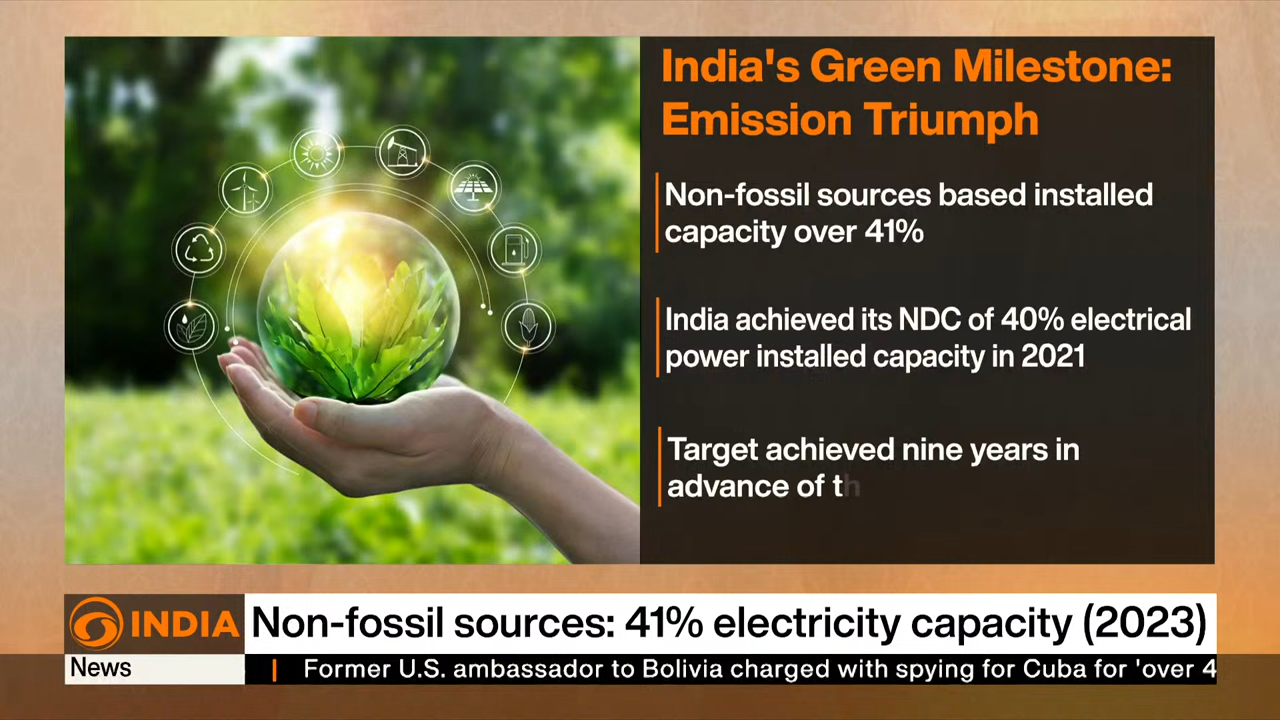 India's Green Milestone:
Emission Triumph
Non-fossil sources based installed
capacity over 41%
India achieved its NDC of 40% electrical
power installed capacity in 2021
Target achieved nine years in
advance of th
INDIA
Non-fossil sources: 41% electricity capacity (2023)
News
Former U.S. ambassador to Bolivia charged with spying for Cuba for 'over 4